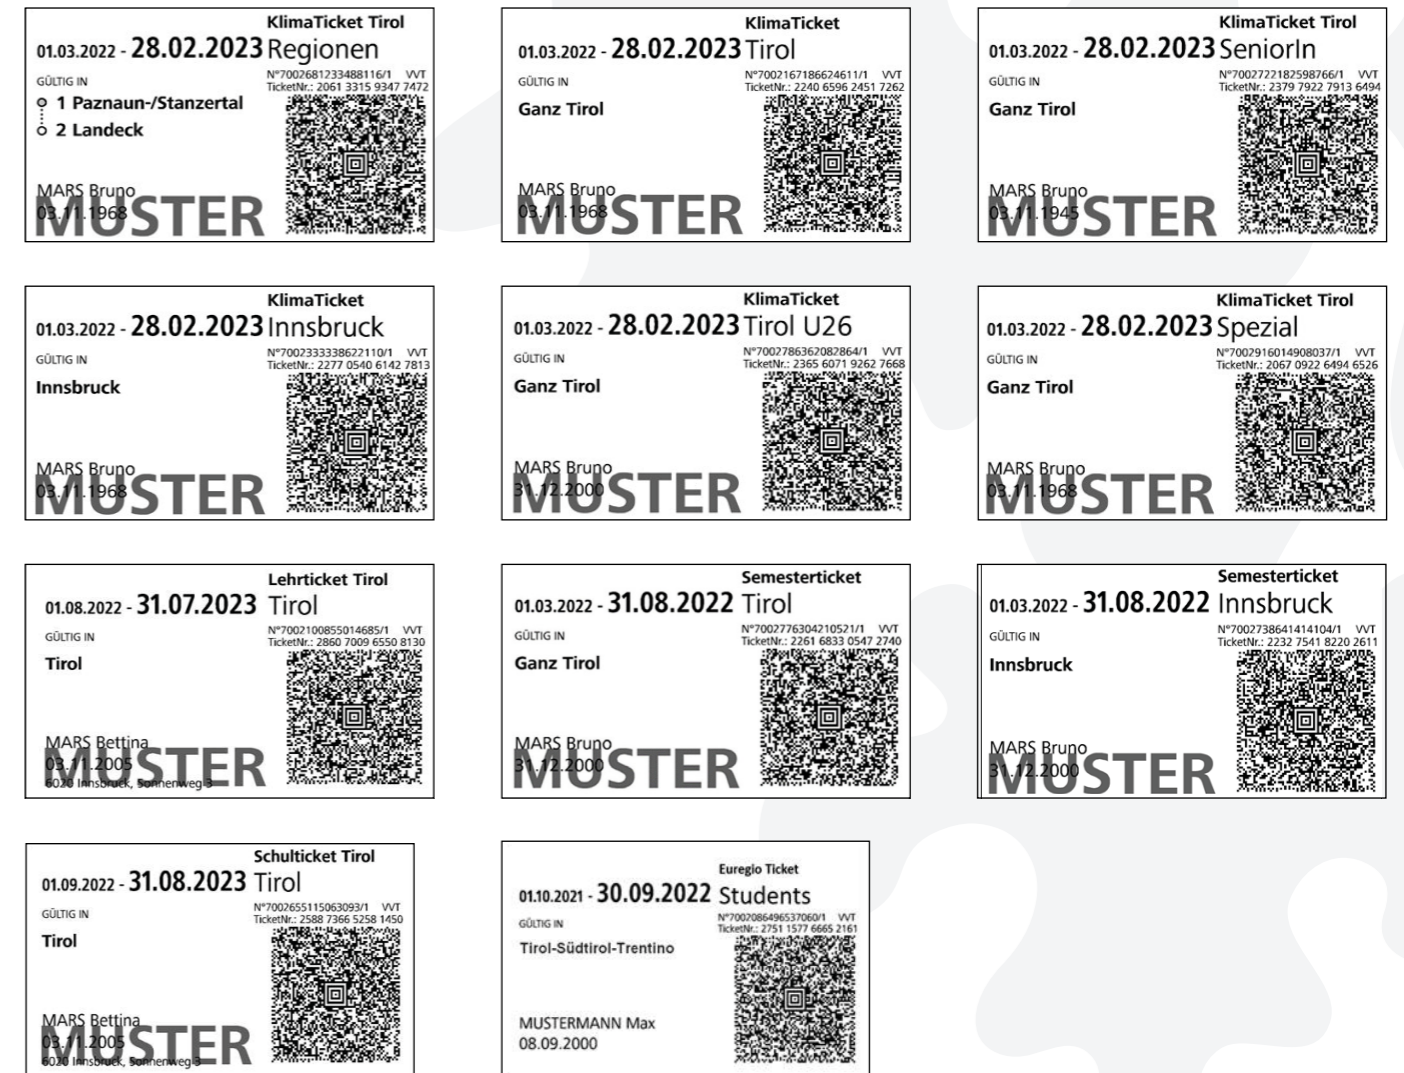 KlimaTicket Tirol
01.03.2022 - 28.02.2023 Regionen
GÜLTIG IN
N°7002681233488116/1 VVT
TicketNr.: 2061 3315 9347 7472
1 Paznaun-/Stanzertal
2 Landeck
MARS Bruno
03.11.1968
MUSTER
KlimaTicket
01.03.2022 - 28.02.2023 Tirol
GÜLTIG IN
N°7002167186624611/1 VVT
TicketNr.: 2240 6596 2451 7262
Ganz Tirol
MARS Bruno
03.11.1968
MUSTER
KlimaTicket Tirol
01.03.2022 - 28.02.2023 SeniorIn
GÜLTIG IN
N°7002722182598766/1 VVT
TicketNr.: 2379 7922 7913 6494
Ganz Tirol
MARS Bruno
03.11.1945
MUSTER
KlimaTicket
01.03.2022 - 28.02.2023 Innsbruck
GÜLTIG IN
N°7002333338622110/1 VVT
TicketNr.: 2277 0540 6142 7813
Innsbruck
MARS Bruno
03.11.1968
MUSTER
KlimaTicket
01.03.2022 - 28.02.2023 Tirol U26
GÜLTIG IN
N°7002786362082864/1 VVT
TicketNr.: 2365 6071 9262 7668
Ganz Tirol
MARS Bruno
31.12.2000
MUSTER
KlimaTicket Tirol
01.03.2022 - 28.02.2023 Spezial
GÜLTIG IN
N°7002916014908037/1 VVT
TicketNr.: 2067 0922 6494 6526
Ganz Tirol
MARS Bruno
03.11.1968
MUSTER
Lehrticket Tirol
01.08.2022 - 31.07.2023 Tirol
GÜLTIG IN
N°7002100855014685/1 VVT
TicketNr.: 2860 7009 6550 8130
Tirol
MARS Bettina
03.11.2005
6020 Innsbruck, Sonnenweg 3
MUSTER
Semesterticket
01.03.2022 - 31.08.2022 Tirol
GÜLTIG IN
N°7002776304210521/1 VVT
TicketNr.: 2261 6833 0547 2740
Ganz Tirol
MARS Bruno
31.12.2000
MUSTER
Semesterticket
01.03.2022 - 31.08.2022 Innsbruck
GÜLTIG IN
N°7002738641414104/1 VVT
TicketNr.: 2232 7541 8220 2611
Innsbruck
MARS Bruno
31.12.2000
MUSTER
Schulticket Tirol
01.09.2022 - 31.08.2023 Tirol
GÜLTIG IN
N°7002655115063093/1 VVT
TicketNr.: 2588 7366 5258 1450
Tirol
MARS Bettina
03.11.2005
6020 Innsbruck, Sonnenweg 3
MUSTER
Euregio Ticket
01.10.2021 - 30.09.2022 Students
GÜLTIG IN
N°7002086496537060/1 VVT
TicketNr.: 2751 1577 6665 2161
Tirol-Südtirol-Trentino
MUSTERMANN Max
08.09.2000